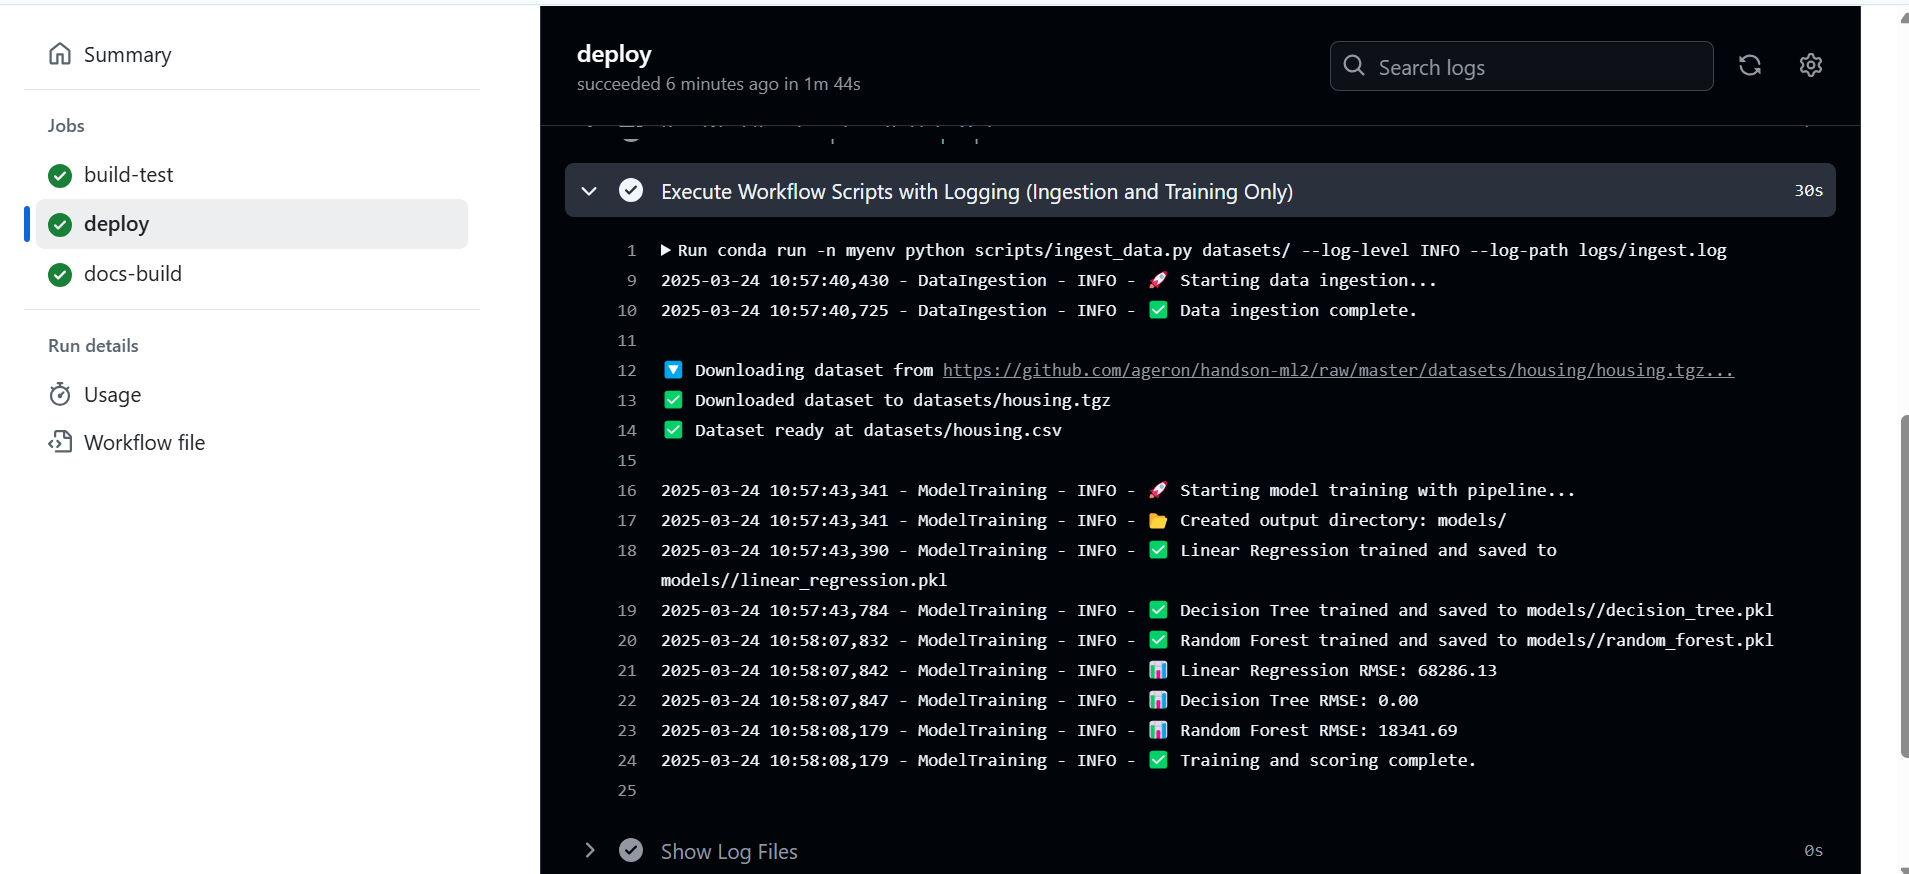 Summary
Jobs
build-test
deploy
docs-build
Run details
Usage
Workflow file
deploy
succeeded 6 minutes ago in 1m 44s
Search logs
Execute Workflow Scripts with Logging (Ingestion and Training Only) 30s
1 Run conda run -n myenv python scripts/ingest_data.py datasets/ --log-level INFO --log-path logs/ingest.log
9 2025-03-24 10:57:40,430 - DataIngestion - INFO - 🚀 Starting data ingestion...
10 2025-03-24 10:57:40,725 - DataIngestion - INFO - ✅ Data ingestion complete.
11
12 🔽 Downloading dataset from https://github.com/ageron/handson-ml2/raw/master/datasets/housing/housing.tgz...
13 ✅ Downloaded dataset to datasets/housing.tgz
14 ✅ Dataset ready at datasets/housing.csv
15
16 2025-03-24 10:57:43,341 - ModelTraining - INFO - 🚀 Starting model training with pipeline...
17 2025-03-24 10:57:43,341 - ModelTraining - INFO - 📂 Created output directory: models/
18 2025-03-24 10:57:43,390 - ModelTraining - INFO - ✅ Linear Regression trained and saved to
models//linear_regression.pkl
19 2025-03-24 10:57:43,784 - ModelTraining - INFO - ✅ Decision Tree trained and saved to models//decision_tree.pkl
20 2025-03-24 10:58:07,832 - ModelTraining - INFO - ✅ Random Forest trained and saved to models//random_forest.pkl
21 2025-03-24 10:58:07,842 - ModelTraining - INFO - 📊 Linear Regression RMSE: 68286.13
22 2025-03-24 10:58:07,847 - ModelTraining - INFO - 📊 Decision Tree RMSE: 0.00
23 2025-03-24 10:58:08,179 - ModelTraining - INFO - 📊 Random Forest RMSE: 18341.69
24 2025-03-24 10:58:08,179 - ModelTraining - INFO - ✅ Training and scoring complete.
25
Show Log Files 0s